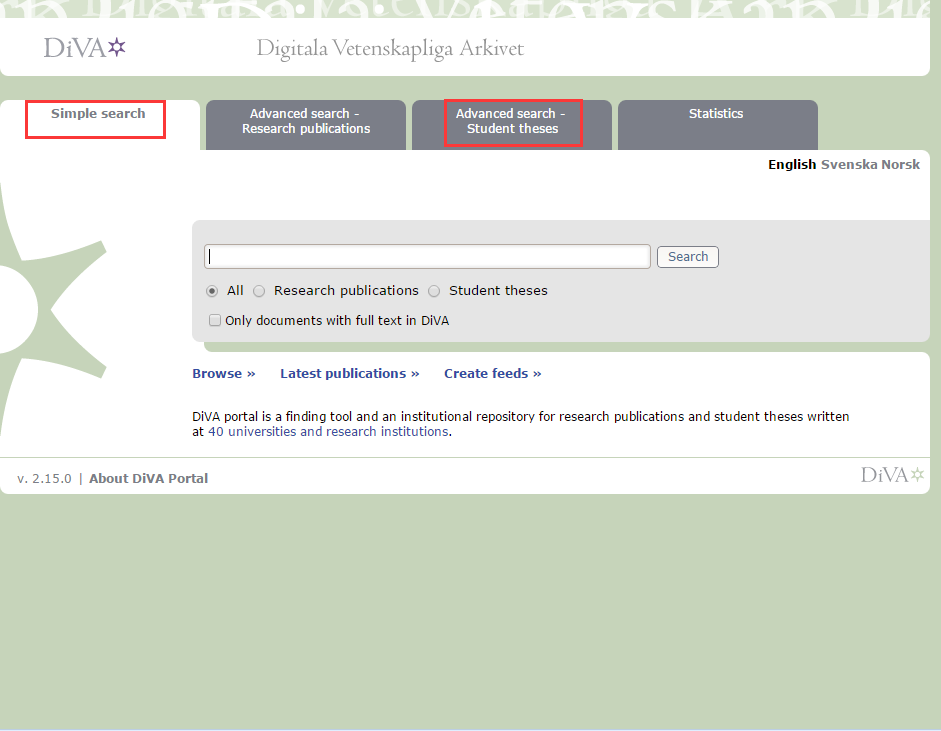 DiVA
Digitala Vetenskapliga Arkivet
Simple search
Advanced search -
Research publications
Advanced search -
Student theses
Statistics
English Svenska Norsk
Search
All Research publications Student theses
Only documents with full text in DiVA
Browse » Latest publications » Create feeds »
DiVA portal is a finding tool and an institutional repository for research publications and student theses written
at 40 universities and research institutions.
v. 2.15.0 | About DiVA Portal
DiVA